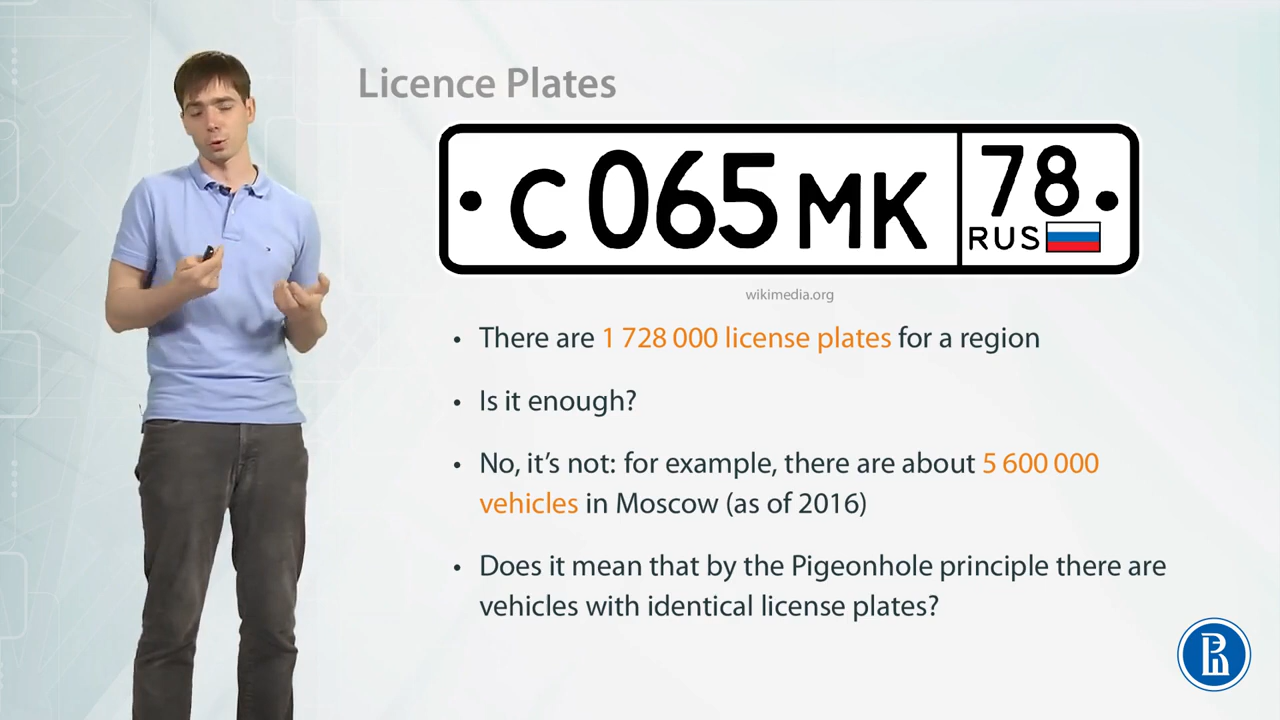 Licence Plates
С065МК 78
RUS
wikimedia.org
• There are 1 728 000 license plates for a region
• Is it enough?
• No, it’s not: for example, there are about 5 600 000
vehicles in Moscow (as of 2016)
• Does it mean that by the Pigeonhole principle there are
vehicles with identical license plates?